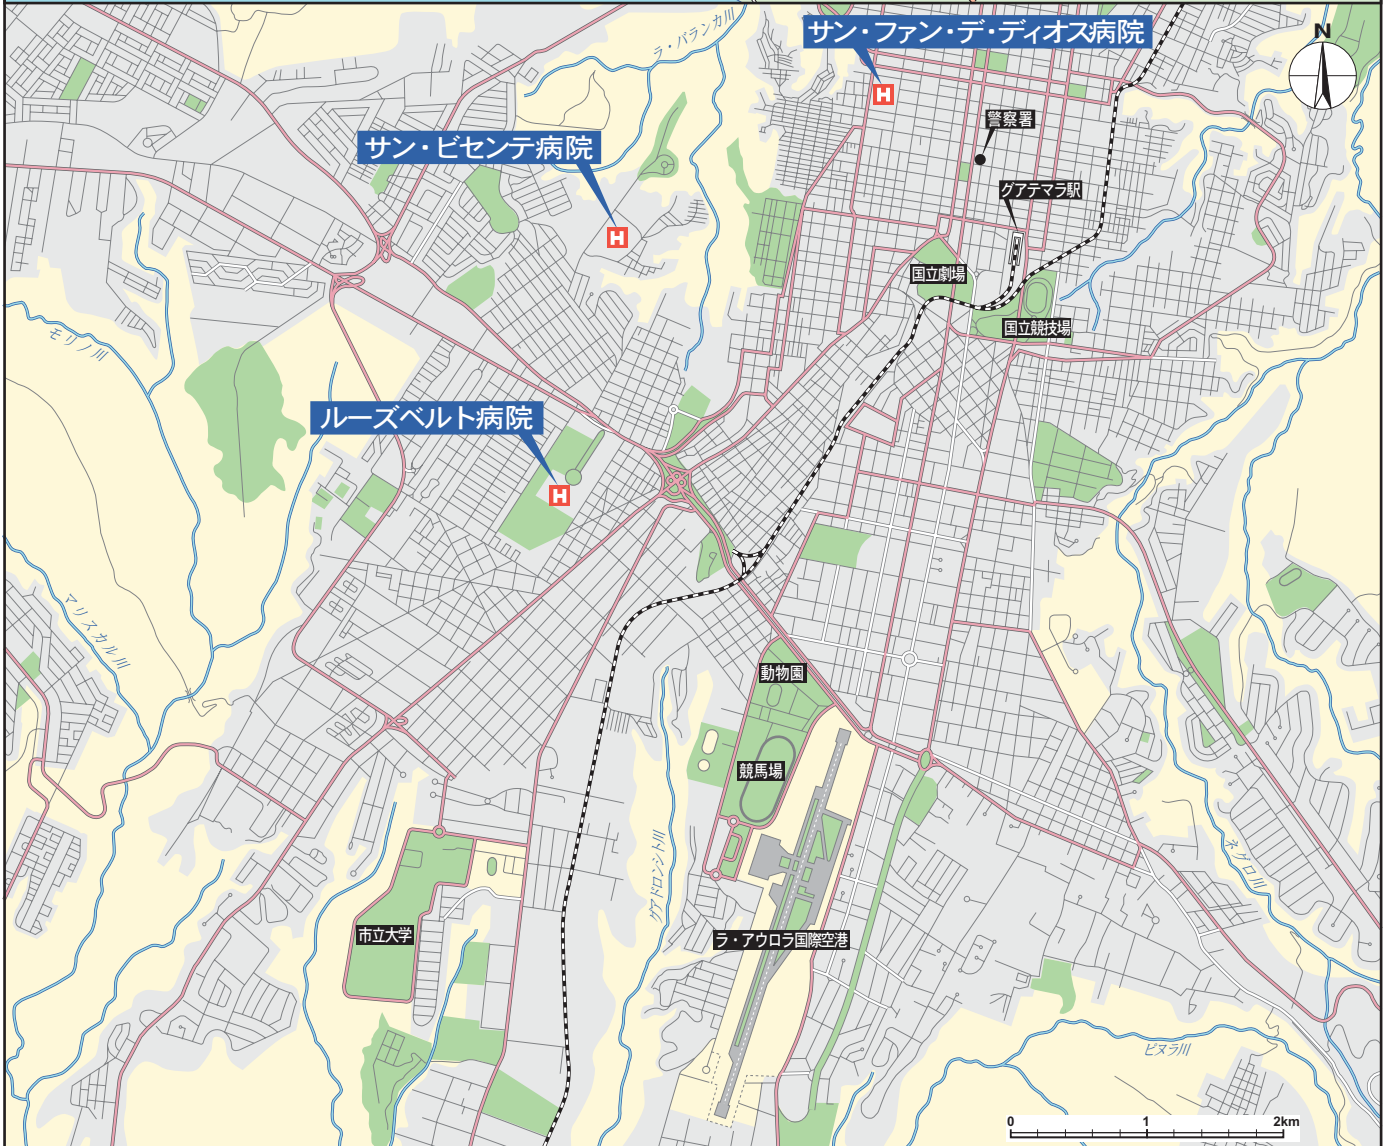 ラ・バランカ川
サン・ファン・デ・ディオス病院
N
H
警察署
サン・ビセンテ病院
グアテマラ駅
H
国立劇場
国立競技場
モリノ川
ルーズベルト病院
H
マリスカル川
動物園
競馬場
ネグロ川
グアドロンシト川
市立大学
ラ・アウロラ国際空港
ピヌラ川
0 1 2km